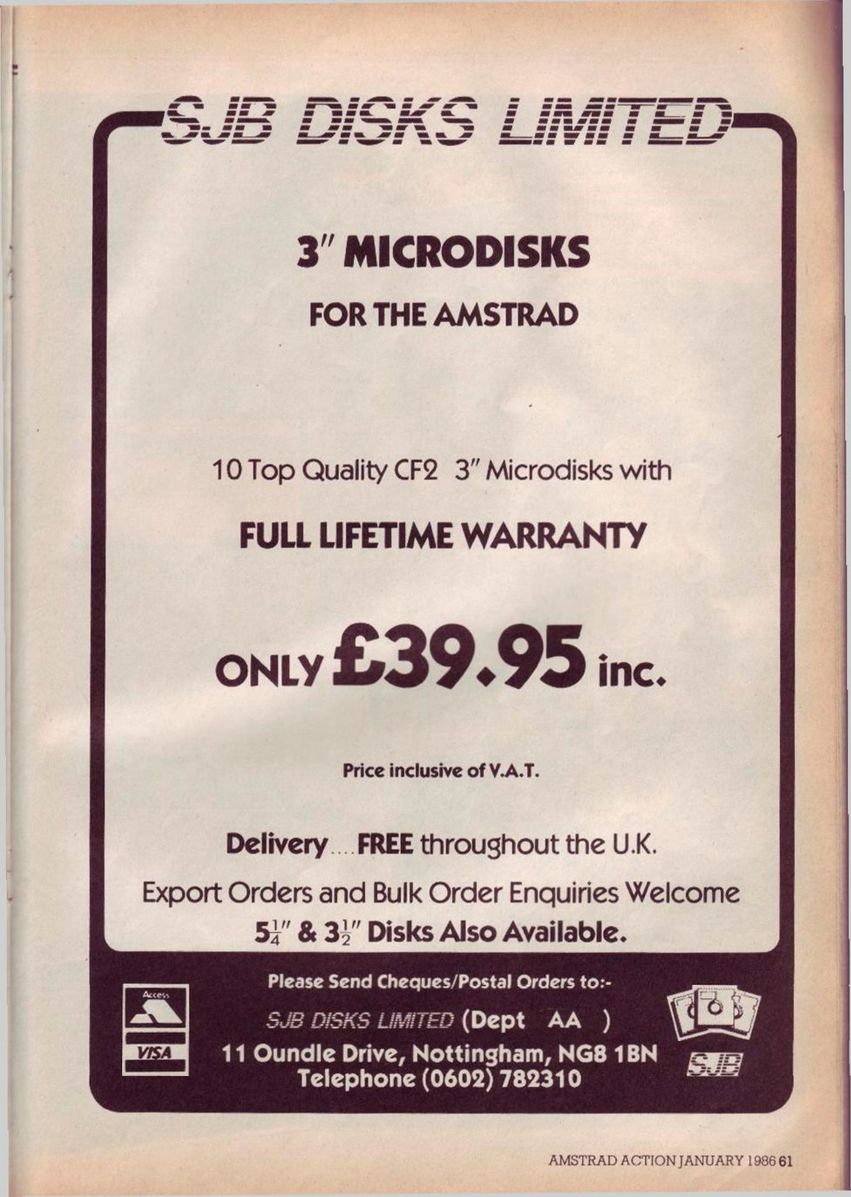 SJB DISKS LIMITED
3" MICRODISKS
FOR THE AMSTRAD
10 Top Quality CF2 3" Microdisks with
FULL LIFETIME WARRANTY
ONLY £39.95 inc.
Price inclusive of V.A.T.
Delivery....FREE throughout the U.K.
Export Orders and Bulk Order Enquiries Welcome
5¼" & 3½" Disks Also Available.
Please Send Cheques/Postal Orders to:-
SJB DISKS LIMITED (Dept AA )
11 Oundle Drive, Nottingham, NG8 1BN
Telephone (0602) 782310
Access
VISA
SJB
AMSTRAD ACTION JANUARY 1986 61